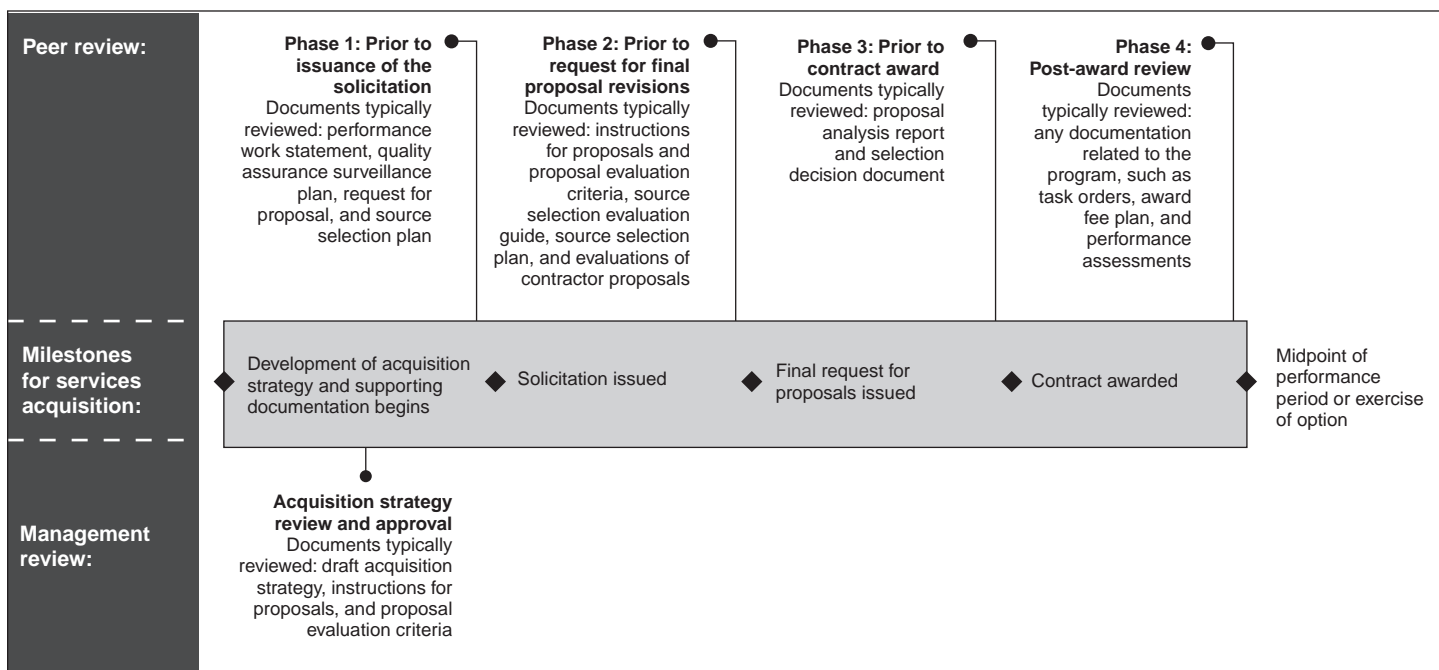 Peer review:
Phase 1: Prior to
issuance of the
solicitation
Documents typically
reviewed: performance
work statement, quality
assurance surveillance
plan, request for
proposal, and source
selection plan
Phase 2: Prior to
request for final
proposal revisions
Documents typically
reviewed: instructions
for proposals and
proposal evaluation
criteria, source
selection evaluation
guide, source selection
plan, and evaluations of
contractor proposals
Phase 3: Prior to
contract award
Documents typically
reviewed: proposal
analysis report
and selection
decision document
Phase 4:
Post-award review
Documents
typically reviewed:
any documentation
related to the
program, such as
task orders, award
fee plan, and
performance
assessments
Milestones
for services
acquisition:
Development of acquisition
strategy and supporting
documentation begins
Solicitation issued
Final request for
proposals issued
Contract awarded
Midpoint of
performance
period or exercise
of option
Management
review:
Acquisition strategy
review and approval
Documents typically
reviewed: draft acquisition
strategy, instructions for
proposals, and proposal
evaluation criteria